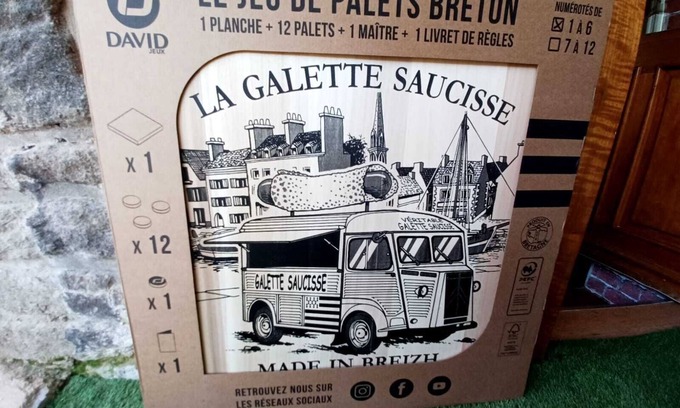 LE JEU DE PALETS BRETON
1 PLANCHE + 12 PALETS + 1 MAÎTRE + 1 LIVRET DE RÈGLES
DAVID
JEUX
NUMÉROTÉS DE
1 À 6
7 À 12
LA GALETTE SAUCISSE
x 1
x 12
x 1
x 1
VÉRITABLE
GALETTE SAUCISSE
GALETTE SAUCISSE
MADE IN BREIZH
PEFC
FSC
RETROUVEZ NOUS SUR
LES RÉSEAUX SOCIAUX